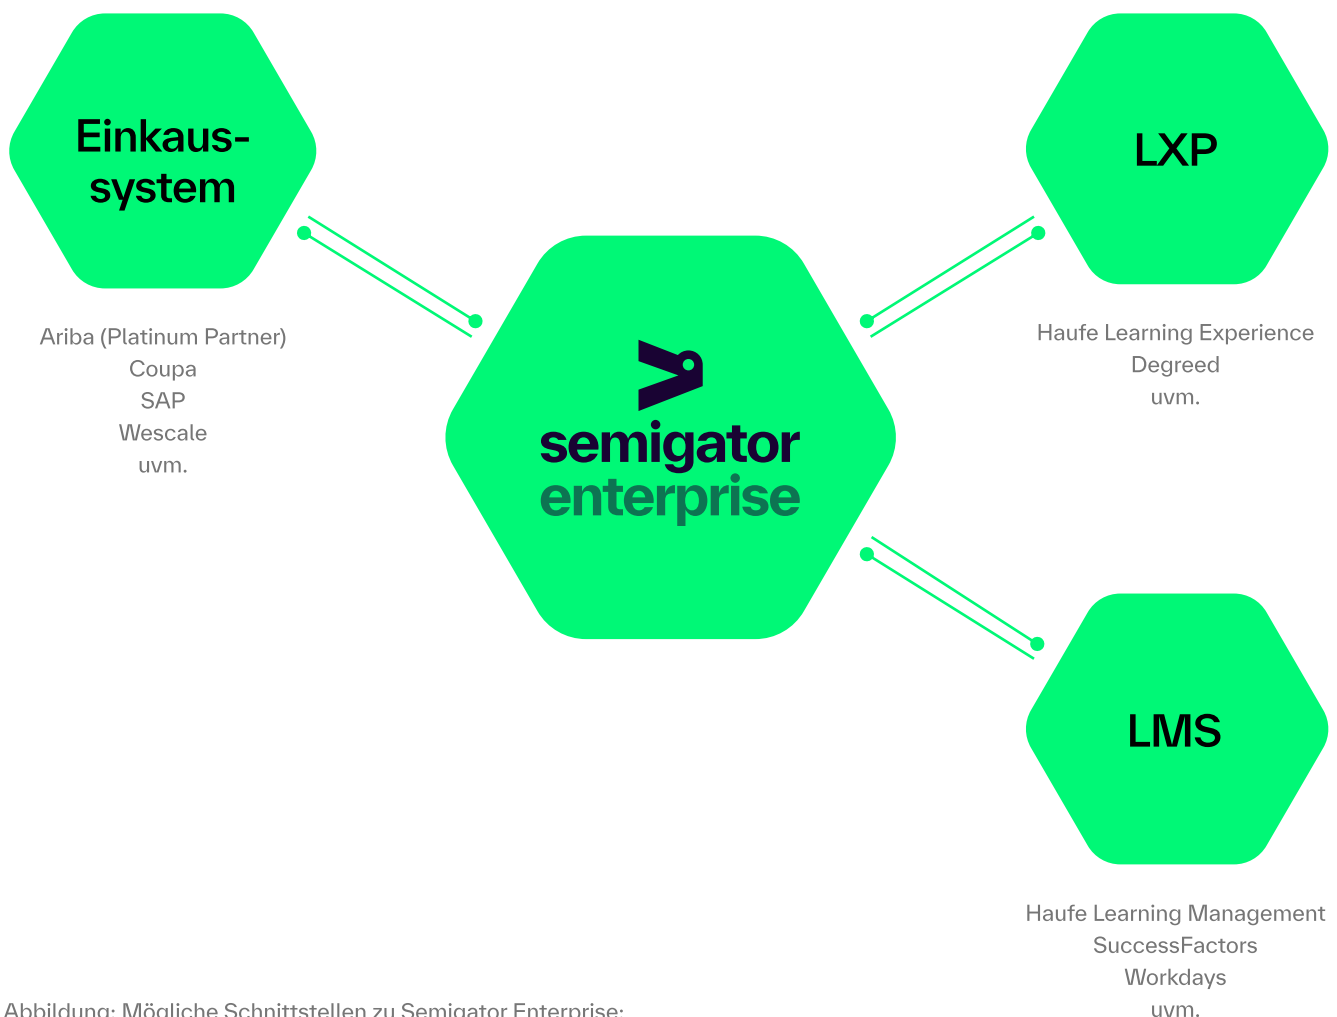 Einkaus-
system
Ariba (Platinum Partner)
Coupa
SAP
Wescale
uvm.
semigator
enterprise
LXP
Haufe Learning Experience
Degreed
uvm.
LMS
Haufe Learning Management
SuccessFactors
Workdays
uvm.
Abbildung: Mögliche Schnittstellen zu Semigator Enterprise: